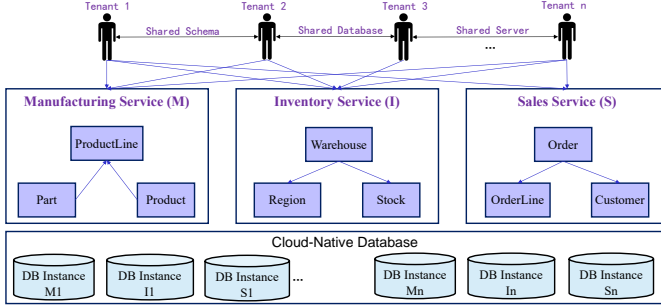 Tenant 1 Tenant 2 Tenant 3 Tenant n
Shared Schema Shared Database Shared Server
...
Manufacturing Service (M) Inventory Service (I) Sales Service (S)
ProductLine Warehouse Order
Part Product Region Stock OrderLine Customer
Cloud-Native Database
DB Instance DB Instance DB Instance ... DB Instance DB Instance DB Instance
M1 I1 S1 Mn In Sn